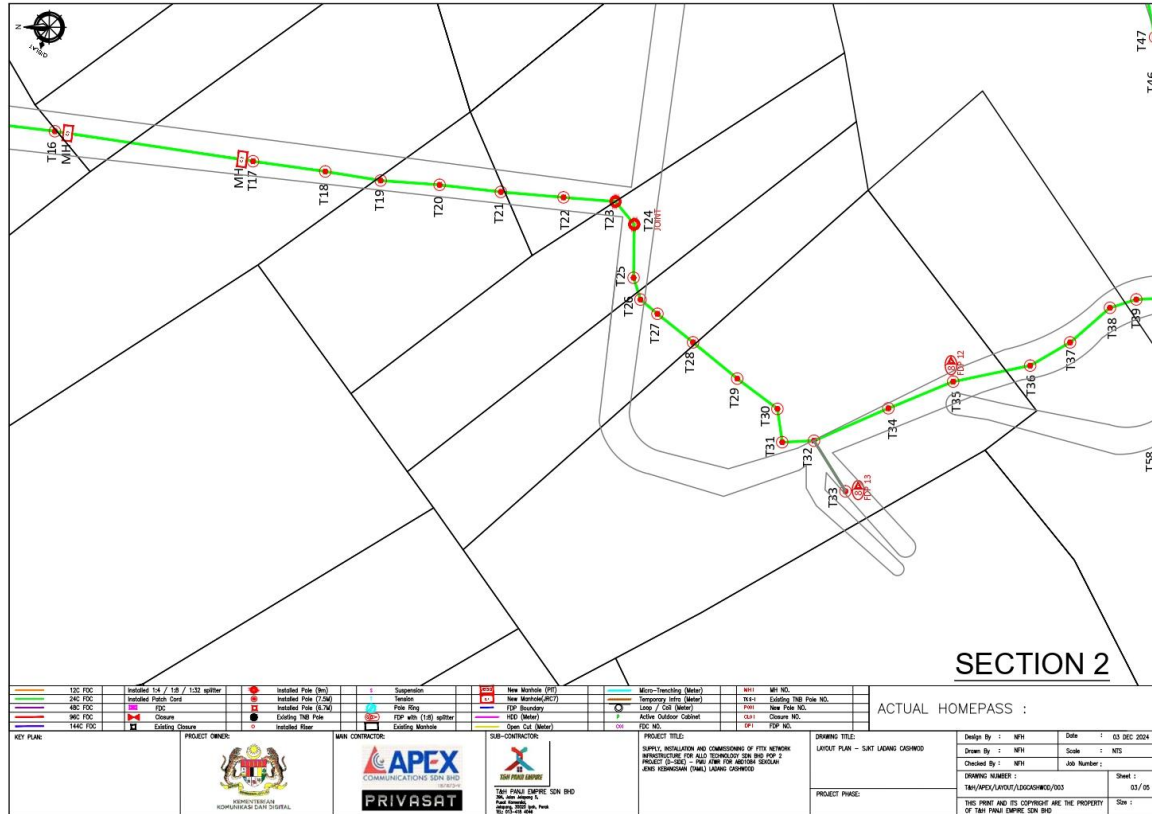 N
QIBLAT
T16
MH
MH
T17
T18
T19
T20
T21
T22
T23
T24
JOINT
T25
T26
T27
T28
T29
T30
T31
T32
T33
8
FDP 13
T34
8
FDP 12
T35
T36
T37
T38
T39
T47
T46
T58
SECTION 2
12C FOC
24C FOC
48C FOC
96C FOC
144C FOC
Installed 1:4 / 1:8 / 1:32 splitter
Installed Patch Cord
FDC
Closure
Existing Closure
Installed Pole (9m)
Installed Pole (7.5M)
Installed Pole (6.7M)
Existing TNB Pole
Installed Riser
Suspension
Tension
Pole Ring
FDP with (1:8) splitter
Existing Manhole
New Manhole (PIT)
New Manhole(JRC7)
FDP Boundary
HDD (Meter)
Open Cut (Meter)
Micro-Trenching (Meter)
Temporary Infra (Meter)
Loop / Coil (Meter)
Active Outdoor Cabinet
FDC NO.
MH NO.
Existing TNB Pole NO.
New Pole NO.
Closure NO.
FDP NO.
ACTUAL HOMEPASS :
KEY PLAN:
PROJECT OWNER:
KEMENTERIAN
KOMUNIKASI DAN DIGITAL
MAIN CONTRACTOR:
APEX
COMMUNICATIONS SDN BHD
PRIVASAT
SUB-CONTRACTOR:
T&H PANJI EMPIRE
T&H PANJI EMPIRE SDN BHD
PROJECT TITLE:
SUPPLY, INSTALLATION AND COMMISSIONING OF FTTX NETWORK
INFRASTRUCTURE FOR ALLO TECHNOLOGY SDN BHD POP 2
PROJECT (D-SIDE) - PMU ATMR FOR ABD1084 SEKOLAH
JENIS KEBANGSAAN (TAMIL) LADANG CASHWOOD
DRAWING TITLE:
LAYOUT PLAN - SJKT LADANG CASHWOD
PROJECT PHASE:
Design By : NFH
Date : 03 DEC 2024
Drawn By : NFH
Scale : NTS
Checked By : NFH
Job Number :
DRAWING NUMBER :
T&H/APEX/LAYOUT/LDGCASHWOD/003
Sheet :
03/05
THIS PRINT AND ITS COPYRIGHT ARE THE PROPERTY
OF T&H PANJI EMPIRE SDN BHD
Size :